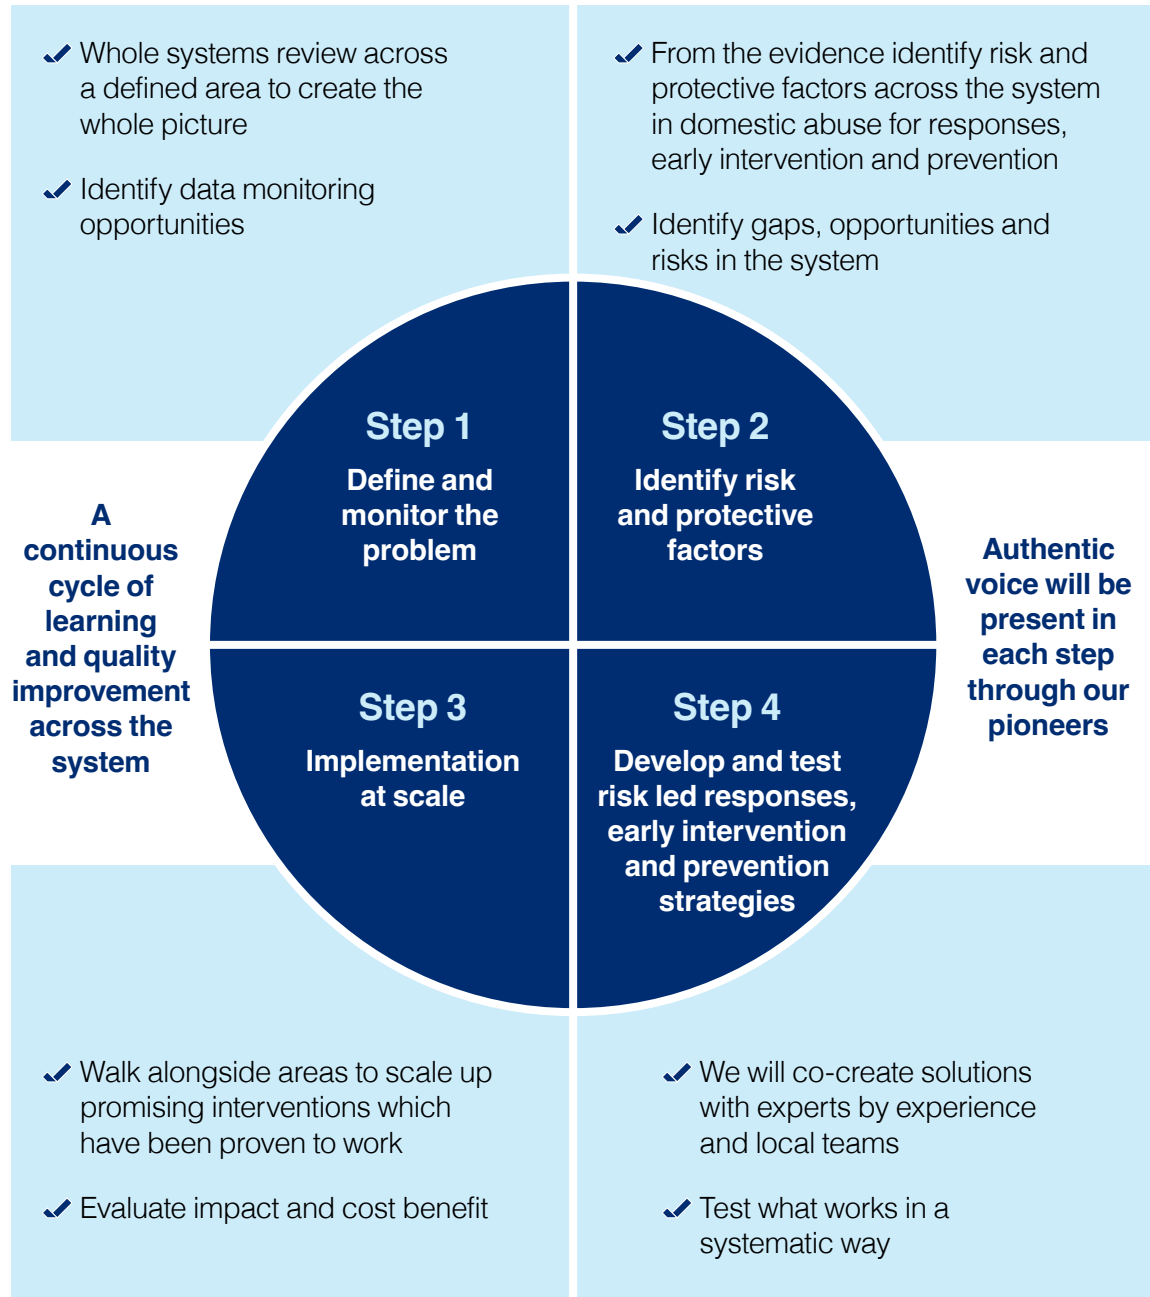 Whole systems review across
a defined area to create the
whole picture
Identify data monitoring
opportunities
From the evidence identify risk and
protective factors across the system
in domestic abuse for responses,
early intervention and prevention
Identify gaps, opportunities and
risks in the system
Step 1
Define and
monitor the
problem
Step 2
Identify risk
and protective
factors
A
continuous
cycle of
learning
and quality
improvement
across the
system
Authentic
voice will be
present in
each step
through our
pioneers
Step 3
Implementation
at scale
Step 4
Develop and test
risk led responses,
early intervention
and prevention
strategies
Walk alongside areas to scale up
promising interventions which
have been proven to work
Evaluate impact and cost benefit
We will co-create solutions
with experts by experience
and local teams
Test what works in a
systematic way